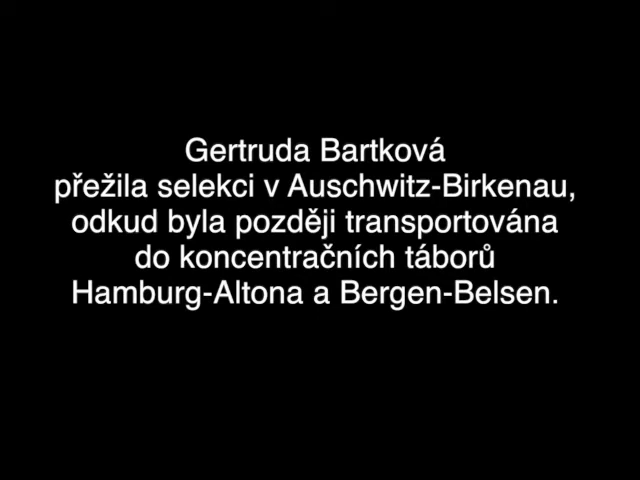 Gertruda Bartková
přežila selekci v Auschwitz-Birkenau,
odkud byla později transportována
do koncentračních táborů
Hamburg-Altona a Bergen-Belsen.